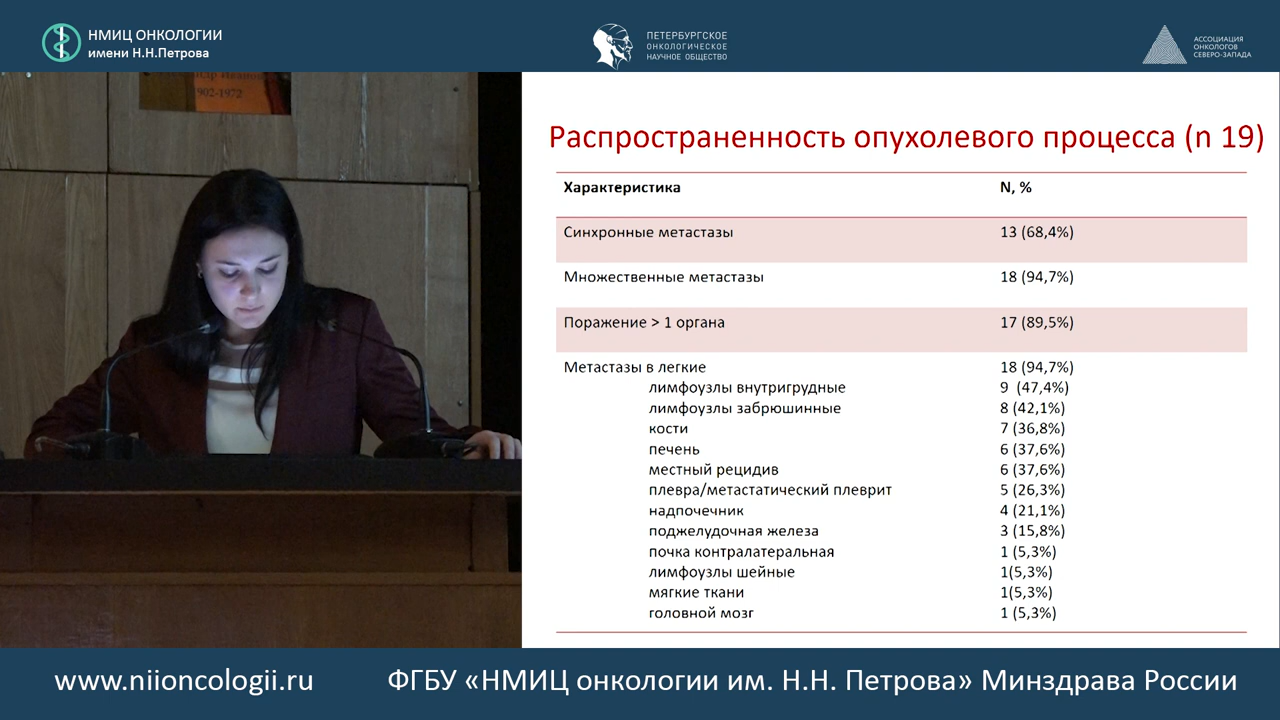 НМИЦ ОНКОЛОГИИ
имени Н.Н.Петрова
ПЕТЕРБУРГСКОЕ
ОНКОЛОГИЧЕСКОЕ
НАУЧНОЕ ОБЩЕСТВО
АССОЦИАЦИЯ
ОНКОЛОГОВ
СЕВЕРО-ЗАПАДА
902-1972
Распространенность опухолевого процесса (n 19)
Характеристика N, %
Синхронные метастазы 13 (68,4%)
Множественные метастазы 18 (94,7%)
Поражение > 1 органа 17 (89,5%)
Метастазы в легкие 18 (94,7%)
лимфоузлы внутригрудные 9 (47,4%)
лимфоузлы забрюшинные 8 (42,1%)
кости 7 (36,8%)
печень 6 (37,6%)
местный рецидив 6 (37,6%)
плевра/метастатический плеврит 5 (26,3%)
надпочечник 4 (21,1%)
поджелудочная железа 3 (15,8%)
почка контралатеральная 1 (5,3%)
лимфоузлы шейные 1(5,3%)
мягкие ткани 1(5,3%)
головной мозг 1 (5,3%)
www.niioncologii.ru ФГБУ «НМИЦ онкологии им. Н.Н. Петрова» Минздрава России